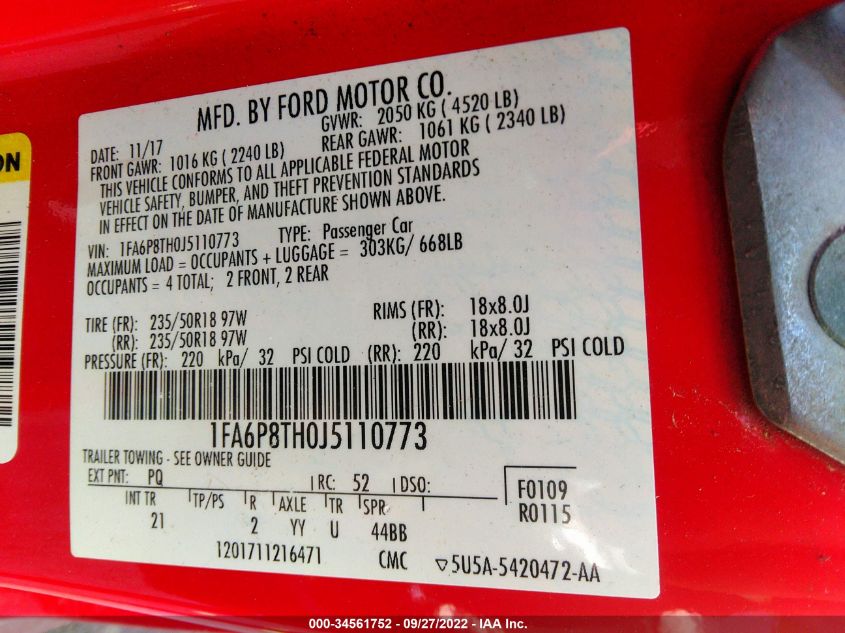 MFD. BY FORD MOTOR CO.
DATE: 11/17 GVWR: 2050 KG ( 4520 LB)
FRONT GAWR: 1016 KG ( 2240 LB) REAR GAWR: 1061 KG ( 2340 LB)
THIS VEHICLE CONFORMS TO ALL APPLICABLE FEDERAL MOTOR
VEHICLE SAFETY, BUMPER, AND THEFT PREVENTION STANDARDS
IN EFFECT ON THE DATE OF MANUFACTURE SHOWN ABOVE.
VIN: 1FA6P8TH0J5110773 TYPE: Passenger Car
MAXIMUM LOAD = OCCUPANTS + LUGGAGE = 303KG/ 668LB
OCCUPANTS = 4 TOTAL; 2 FRONT, 2 REAR
TIRE (FR): 235/50R18 97W RIMS (FR): 18x8.0J
(RR): 235/50R18 97W (RR): 18x8.0J
PRESSURE (FR): 220 kPa/ 32 PSI COLD (RR): 220 kPa/ 32 PSI COLD
1FA6P8TH0J5110773
TRAILER TOWING - SEE OWNER GUIDE
EXT PNT: PQ RC: 52 DSO: F0109
INT TR TP/PS R AXLE TR SPR R0115
21 2 YY U 44BB
1201711216471 CMC ▽5U5A-5420472-AA
ON
000-34561752 - 09/27/2022 - IAA Inc.